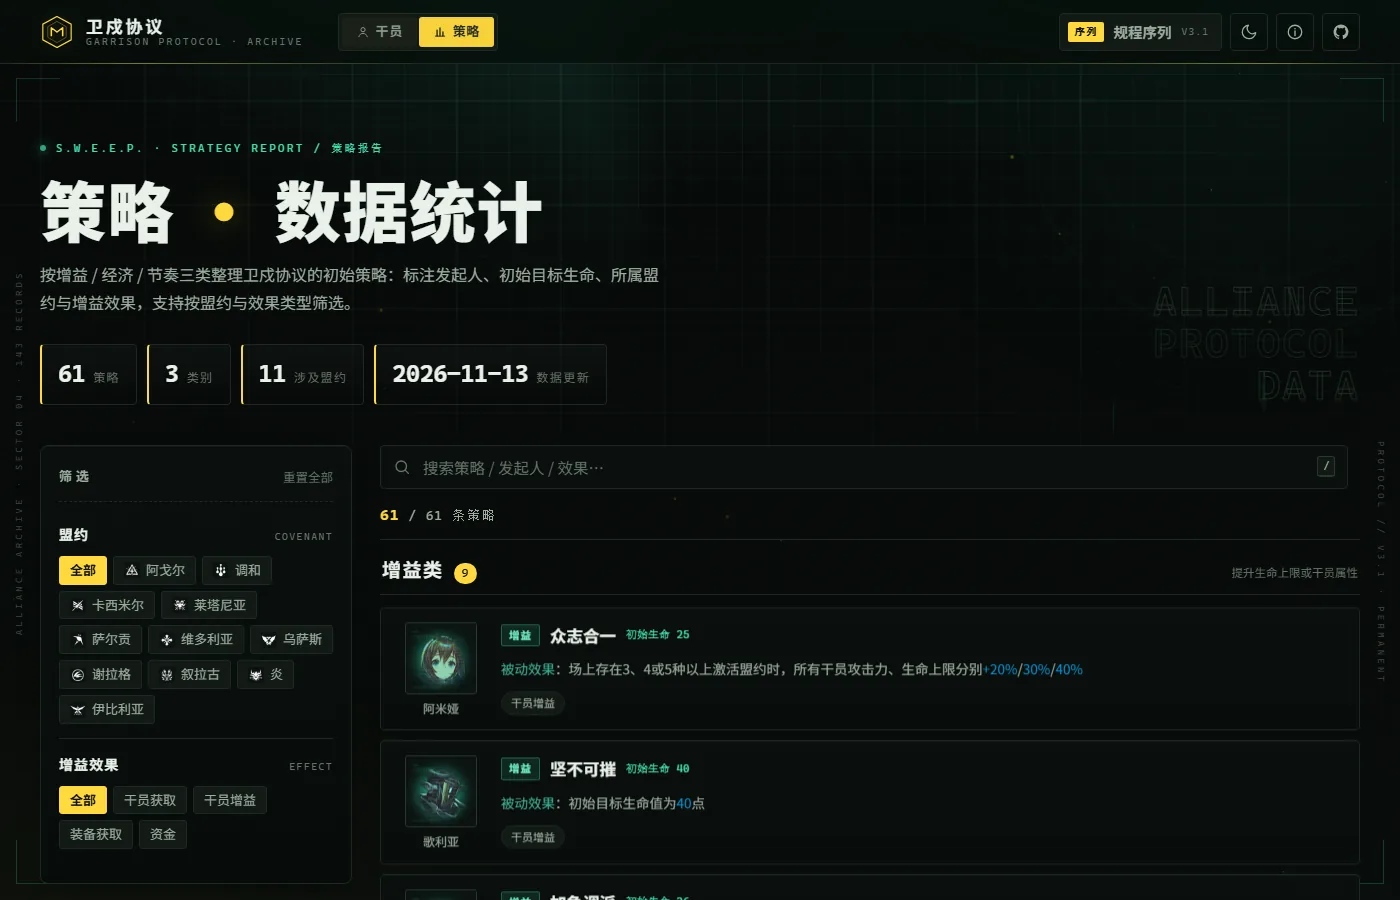 卫戍协议
GARRISON PROTOCOL · ARCHIVE
干员
策略
序列 规程序列 V3.1
S.W.E.E.P. · STRATEGY REPORT / 策略报告
策略 · 数据统计
按增益 / 经济 / 节奏三类整理卫戍协议的初始策略：标注发起人、初始目标生命、所属盟
约与增益效果，支持按盟约与效果类型筛选。
61 策略
3 类别
11 涉及盟约
2026-11-13 数据更新
ALLIANCE
PROTOCOL
DATA
ALLIANCE ARCHIVE · SECTOR 04 · 143 RECORDS
PROTOCOL // V3.1 · PERMANENT
筛选
重置全部
盟约
COVENANT
全部 阿戈尔 调和
卡西米尔 莱塔尼亚
萨尔贡 维多利亚 乌萨斯
谢拉格 叙拉古 炎
伊比利亚
增益效果
EFFECT
全部 干员获取 干员增益
装备获取 资金
搜索策略 / 发起人 / 效果…
/
61 / 61 条策略
增益类 9
提升生命上限或干员属性
阿米娅
增益 众志合一 初始生命 25
被动效果：场上存在3、4或5种以上激活盟约时，所有干员攻击力、生命上限分别+20%/30%/40%
干员增益
歌利亚
增益 坚不可摧 初始生命 40
被动效果：初始目标生命值为40点
干员增益